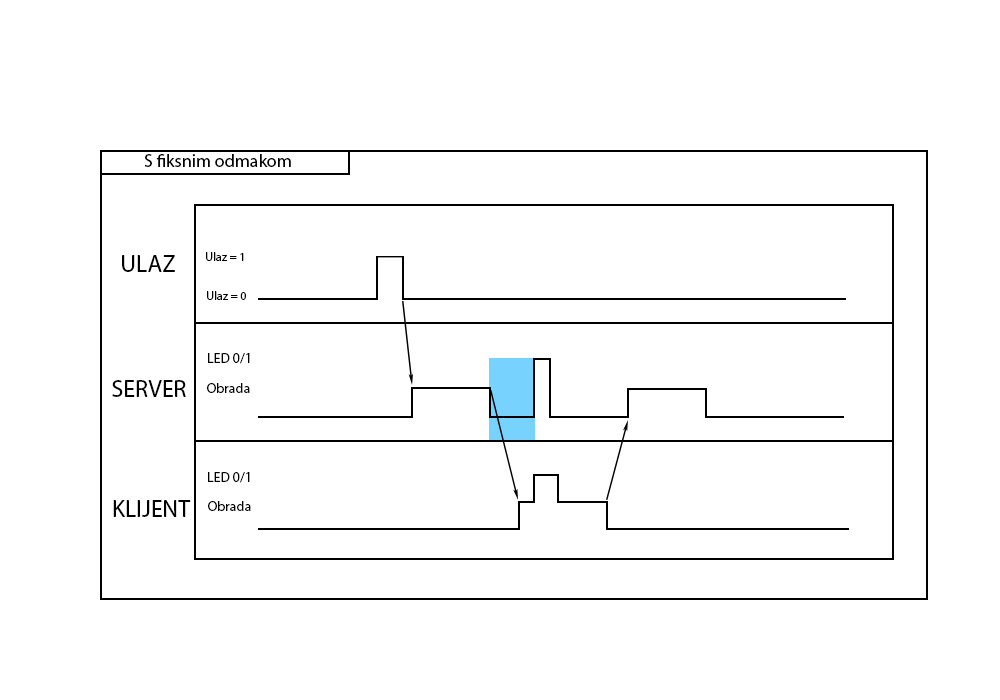 S fiksnim odmakom
ULAZ
Ulaz = 1
Ulaz = 0
SERVER
LED 0/1
Obrada
KLIJENT
LED 0/1
Obrada